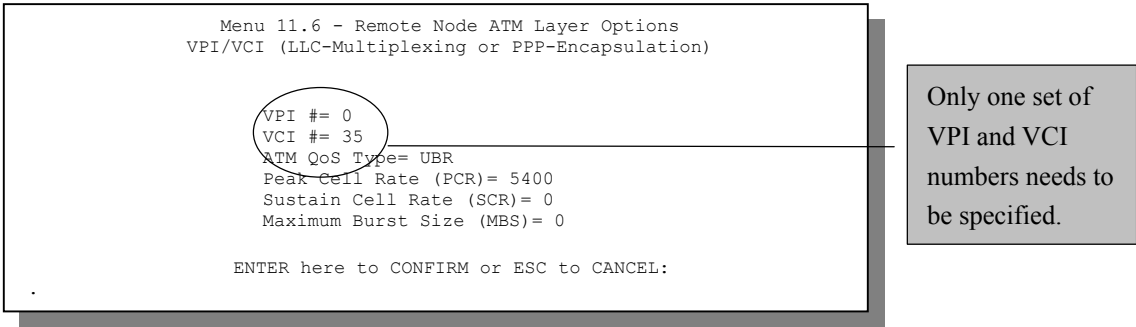 Menu 11.6 - Remote Node ATM Layer Options
VPI/VCI (LLC-Multiplexing or PPP-Encapsulation)
VPI #= 0
VCI #= 35
ATM QoS Type= UBR
Peak Cell Rate (PCR)= 5400
Sustain Cell Rate (SCR)= 0
Maximum Burst Size (MBS)= 0
ENTER here to CONFIRM or ESC to CANCEL:
.
Only one set of
VPI and VCI
numbers needs to
be specified.